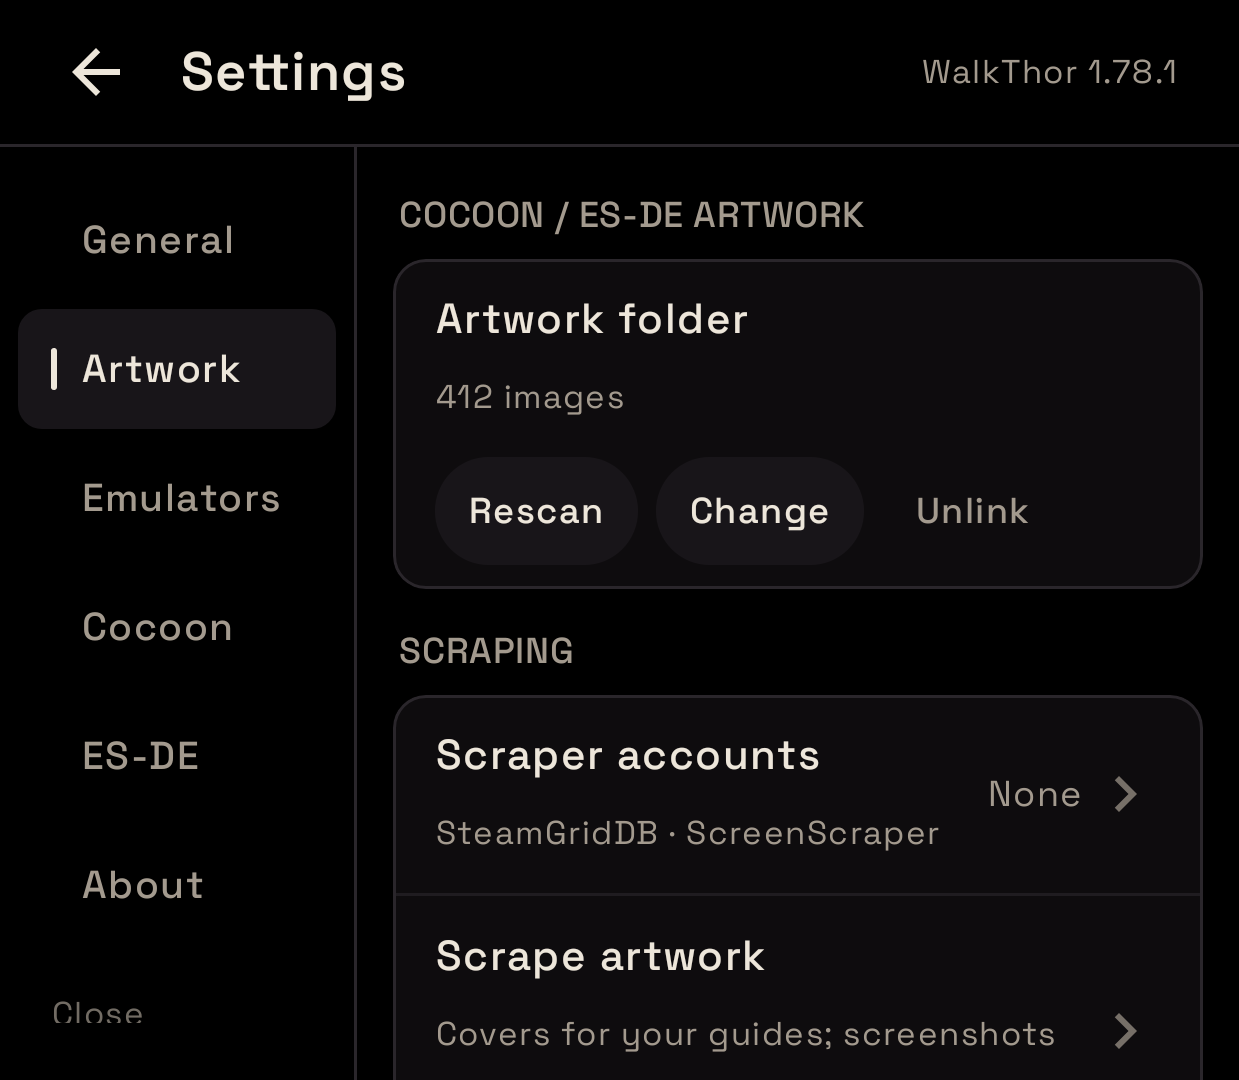 Settings
WalkThor 1.78.1
General
Artwork
Emulators
Cocoon
ES-DE
About
Close
COCOON / ES-DE ARTWORK
Artwork folder
412 images
Rescan
Change
Unlink
SCRAPING
Scraper accounts
SteamGridDB · ScreenScraper
None
Scrape artwork
Covers for your guides; screenshots